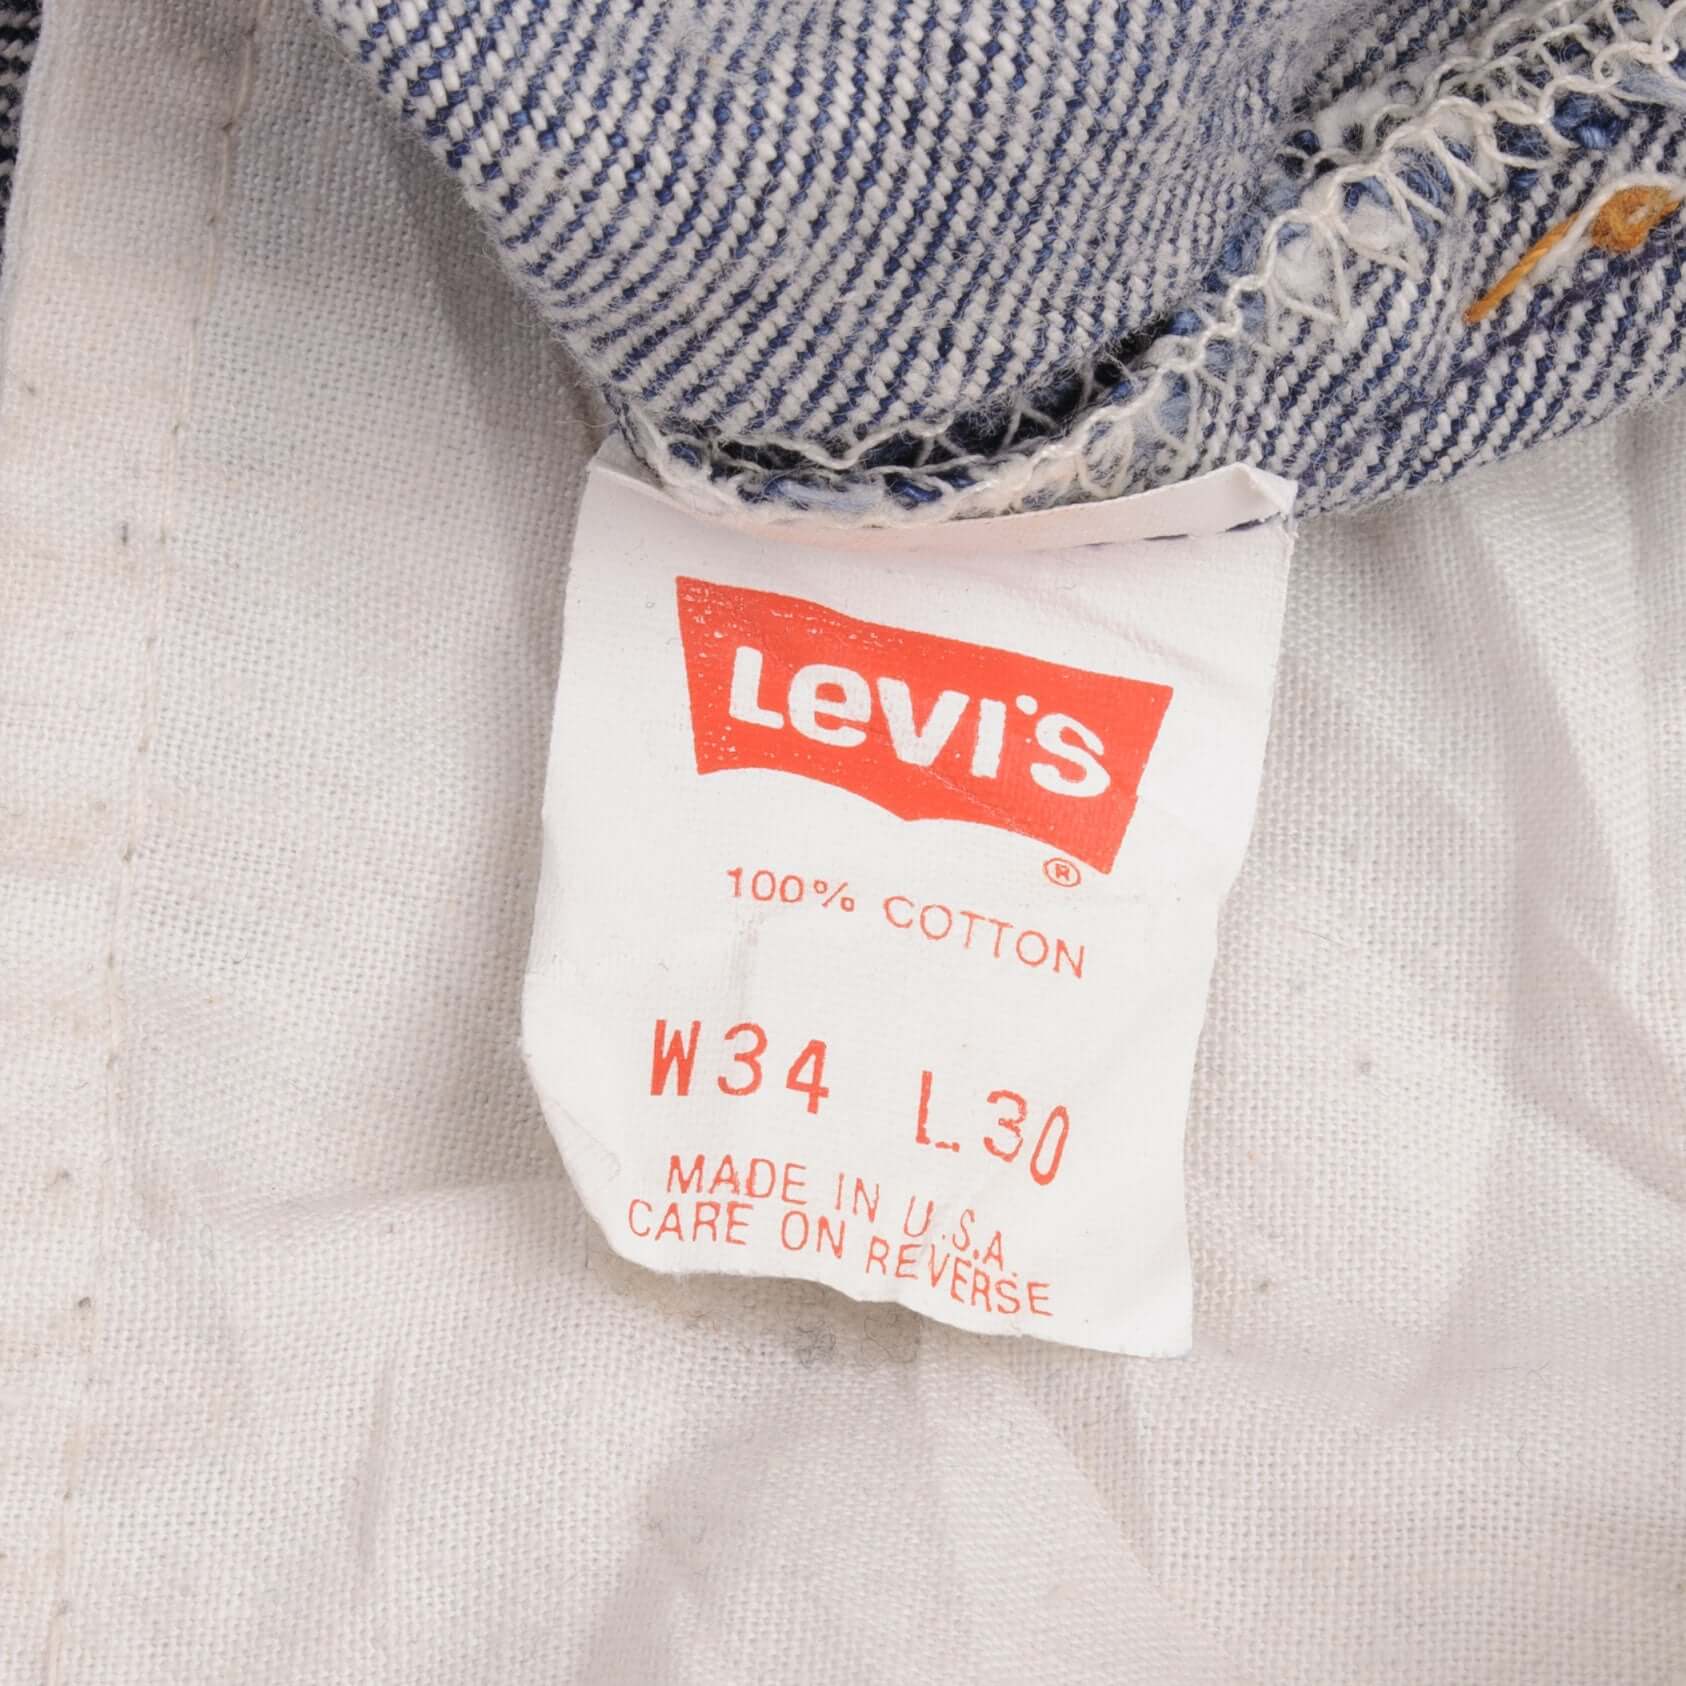 Levi's
®
100% COTTON
W34 L30
MADE IN U.S.A.
CARE ON REVERSE